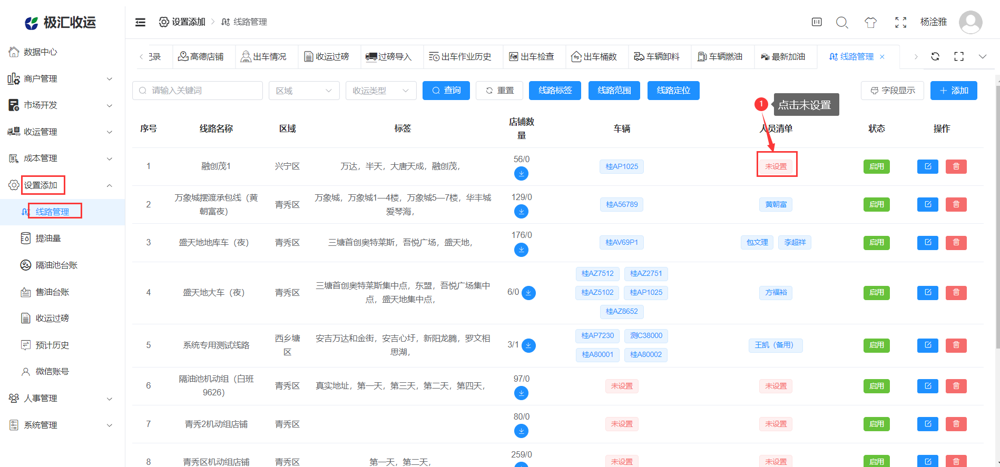 极汇收运
设置添加 > 线路管理
杨淦雅
数据中心
商户管理
市场开发
收运管理
成本管理
设置添加
线路管理
提油量
隔油池台账
售油台账
收运过磅
预计历史
微信账号
人事管理
系统管理
高德店铺 出车情况 收运过磅 过磅导入 出车作业历史 出车检查 出车桶数 车辆卸料 车辆燃油 最新加油 线路管理 ×
请输入关键词 区域 收运类型 查询 重置 线路标签 线路范围 线路定位 字段显示 添加
1 点击未设置
序号 线路名称 区域 标签 店铺数量 车辆 人员清单 状态 操作
1 融创茂1 兴宁区 万达，半天，大唐天成，融创茂， 56/0 桂AP1025 未设置 启用
2 万象城摆渡承包线（黄朝富夜） 青秀区 万象城，万象城1—4楼，万象城5—7楼，华丰城爱琴海， 129/0 桂A56789 黄朝富 启用
3 盛天地地库车（夜） 青秀区 三塘首创奥特莱斯，吾悦广场，盛天地， 176/0 桂AV69P1 包文理 李超祥 启用
4 盛天地大车（夜） 青秀区 三塘首创奥特莱斯集中点，东盟，吾悦广场集中点，盛天地集中点， 6/0 桂AZ7512 桂AZ2751 桂AZ5102 桂AP1025 桂AZ8652 方福裕 启用
5 系统专用测试线路 西乡塘区 安吉万达和金街，安吉心圩，新阳龙腾，罗文相思湖， 3/1 桂AP7230 测C38000 桂A80001 桂A80002 王凯（备用） 启用
6 隔油池机动组（白班9626） 青秀区 真实地址，第一天，第三天，第二天，第四天， 97/0 未设置 未设置 启用
7 青秀2机动组店铺 青秀区 80/0 未设置 未设置 启用
8 青秀区机动组店铺 青秀区 第一天，第二天， 259/0 未设置 未设置 启用